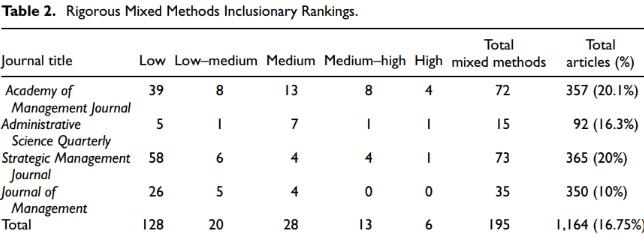 Table 2. Rigorous Mixed Methods Inclusionary Rankings.
Total Total
Journal title Low Low–medium Medium Medium–high High mixed methods articles (%)
Academy of 39 8 13 8 4 72 357 (20.1%)
Management Journal
Administrative 5 1 7 1 1 15 92 (16.3%)
Science Quarterly
Strategic Management 58 6 4 4 1 73 365 (20%)
Journal
Journal of 26 5 4 0 0 35 350 (10%)
Management
Total 128 20 28 13 6 195 1,164 (16.75%)